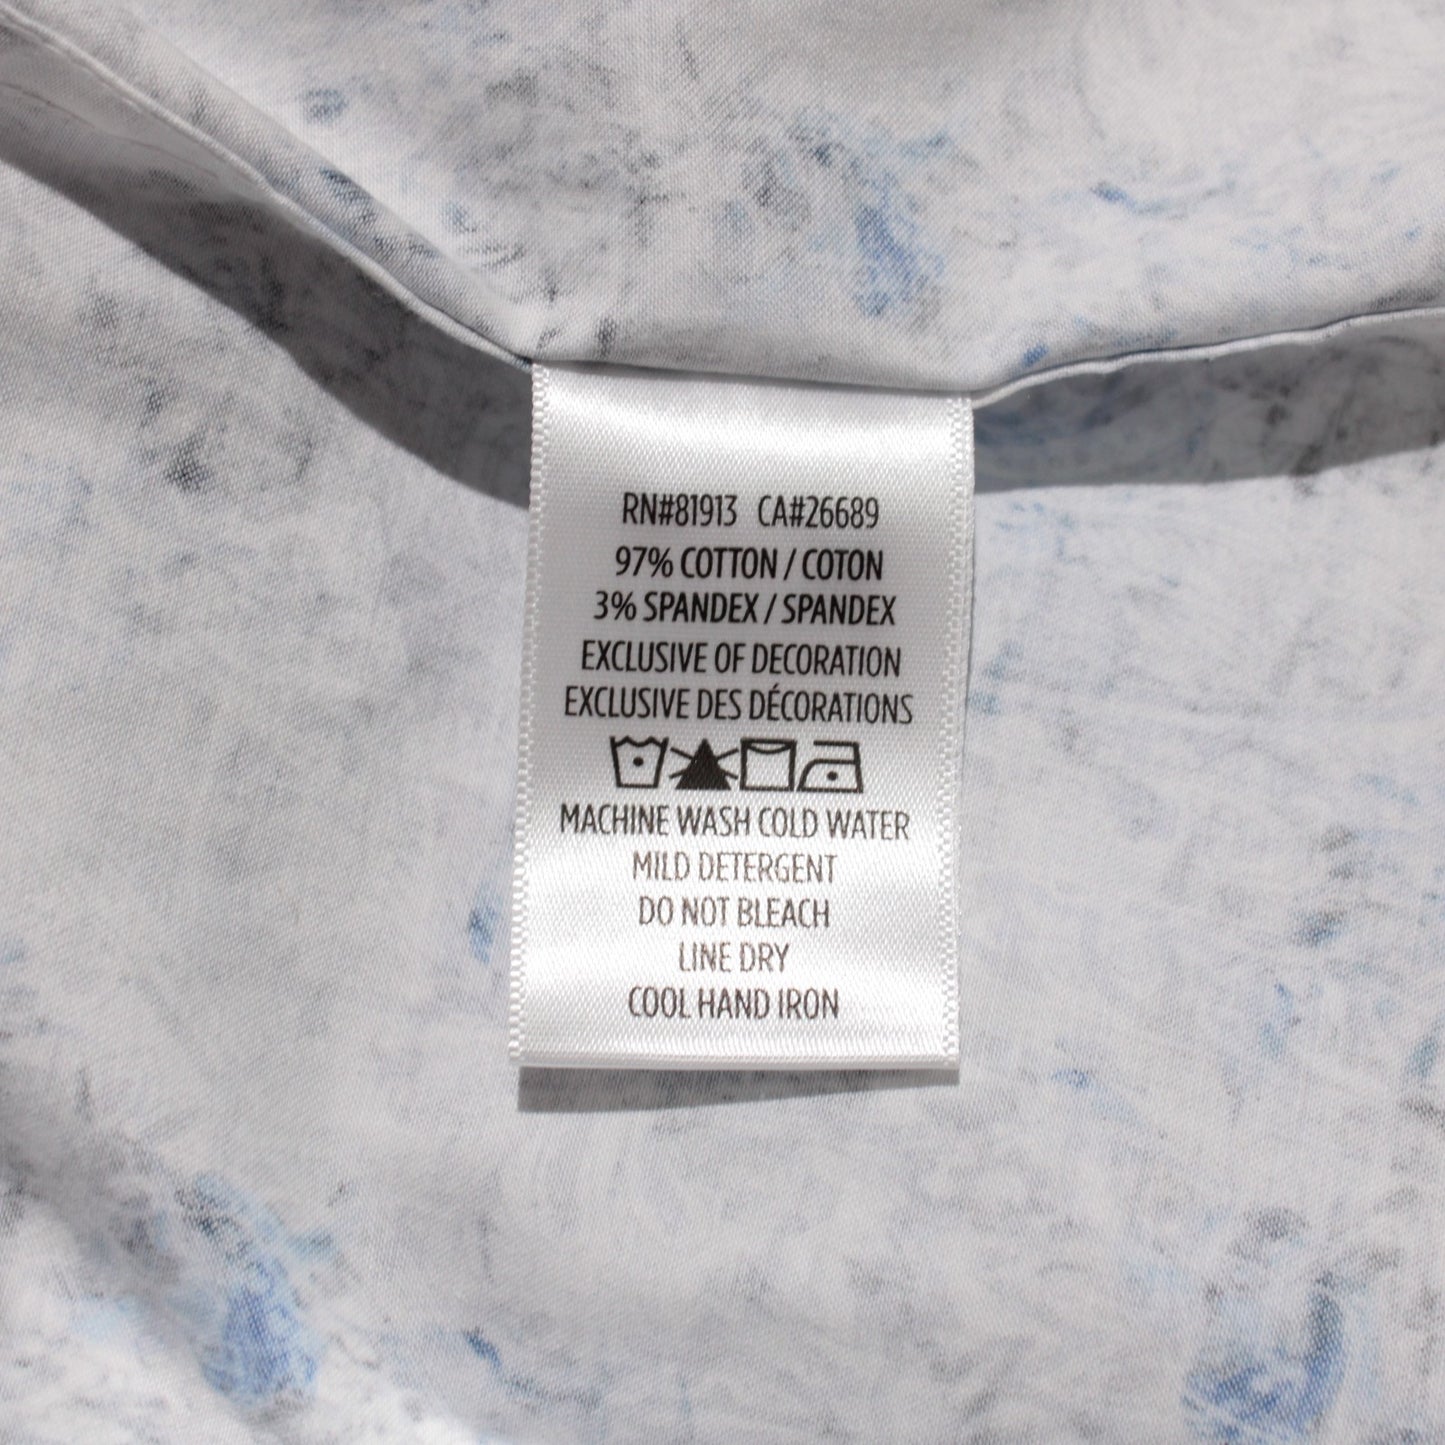 RN#81913 CA#26689
97% COTTON / COTON
3% SPANDEX / SPANDEX
EXCLUSIVE OF DECORATION
EXCLUSIVE DES DÉCORATIONS
MACHINE WASH COLD WATER
MILD DETERGENT
DO NOT BLEACH
LINE DRY
COOL HAND IRON